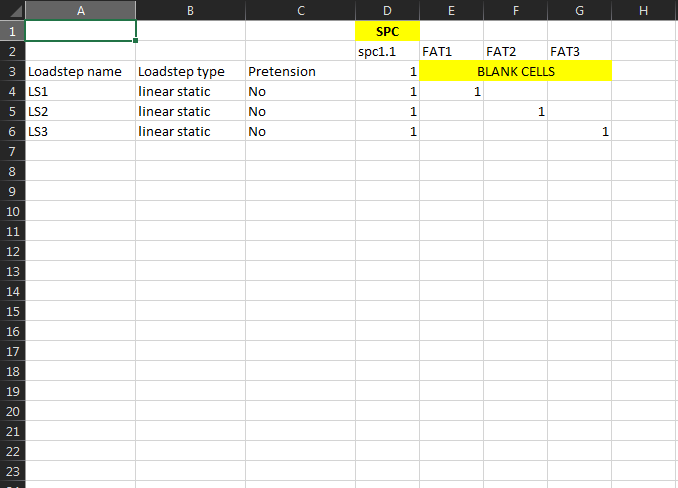 A B C D E F G H
1 SPC
2 spc1.1 FAT1 FAT2 FAT3
3 Loadstep name Loadstep type Pretension 1 BLANK CELLS
4 LS1 linear static No 1 1
5 LS2 linear static No 1 1
6 LS3 linear static No 1 1
7
8
9
10
11
12
13
14
15
16
17
18
19
20
21
22
23